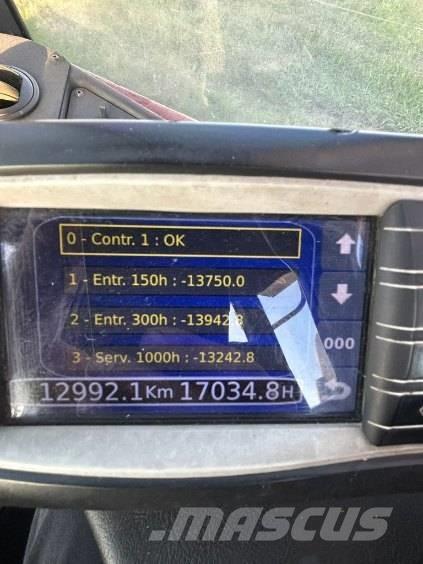 0 - Contr. 1 : OK
1 - Entr. 150h : -13750.0
2 - Entr. 300h : -13942.8
3 - Serv. 1000h : -13242.8
000
12992.1Km 17034.8H
MASCUS